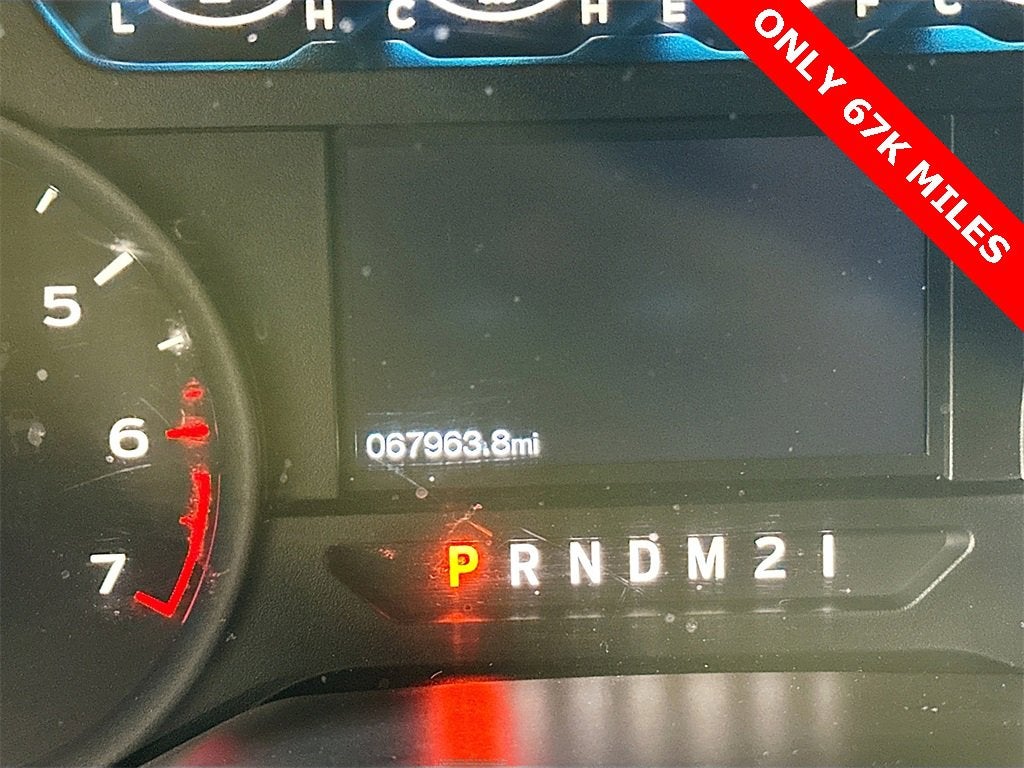 L H C H E F C
ONLY 67K MILES
5
6
7
067963.8mi
P R N D M 2 1